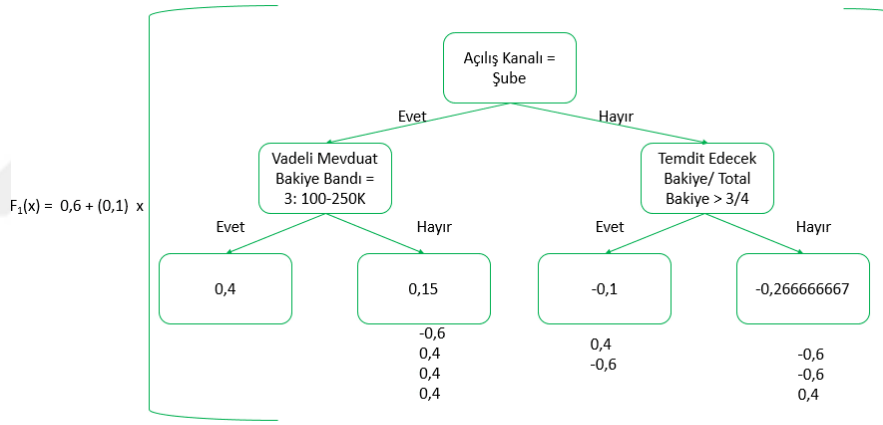 Açılış Kanalı =
Şube
Evet
Hayır
Vadeli Mevduat
Bakiye Bandı =
3: 100-250K
Temdit Edecek
Bakiye/ Total
Bakiye > 3/4
F₁(x) = 0,6 + (0,1) x
Evet
Hayır
Evet
Hayır
0,4
0,15
-0,1
-0,266666667
-0,6
0,4
0,4
0,4
0,4
-0,6
-0,6
-0,6
0,4